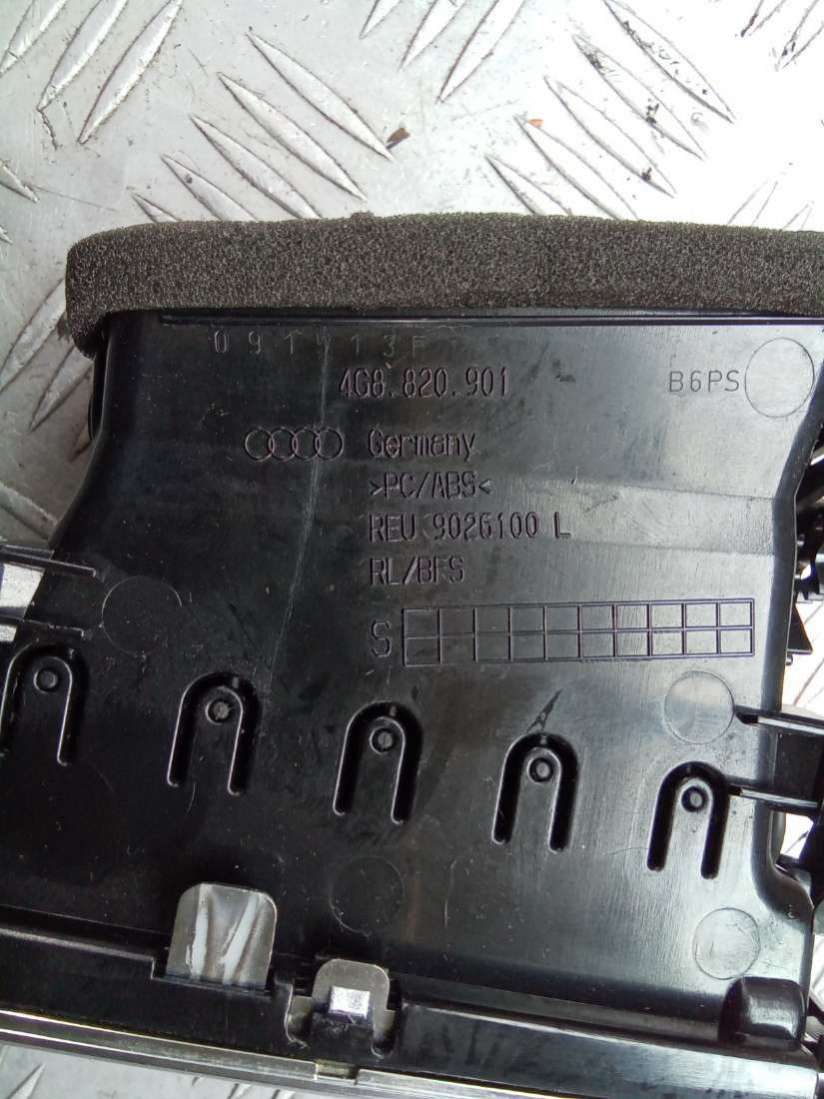 4G8.820.901
B6PS
Germany
>PC/ABS<
REU 9026100 L
RL/BFS
S